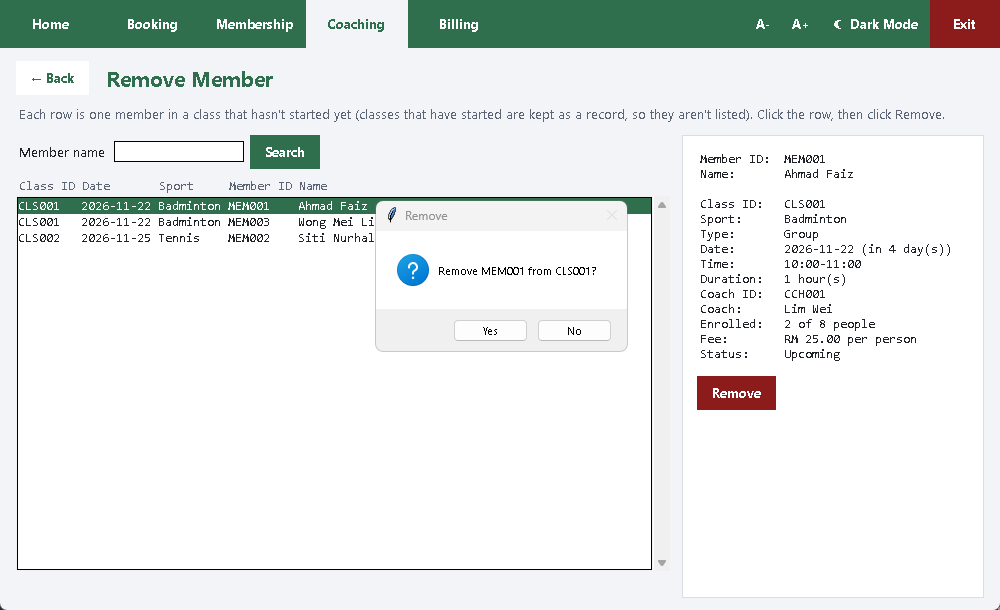 Home Booking Membership Coaching Billing A- A+ ☾ Dark Mode Exit
← Back Remove Member
Each row is one member in a class that hasn't started yet (classes that have started are kept as a record, so they aren't listed). Click the row, then click Remove.
Member name Search
Class ID Date Sport Member ID Name
CLS001 2026-11-22 Badminton MEM001 Ahmad Faiz
CLS001 2026-11-22 Badminton MEM003 Wong Mei Li
CLS002 2026-11-25 Tennis MEM002 Siti Nurhal
Remove
Remove MEM001 from CLS001?
Yes No
Member ID: MEM001
Name: Ahmad Faiz
Class ID: CLS001
Sport: Badminton
Type: Group
Date: 2026-11-22 (in 4 day(s))
Time: 10:00-11:00
Duration: 1 hour(s)
Coach ID: CCH001
Coach: Lim Wei
Enrolled: 2 of 8 people
Fee: RM 25.00 per person
Status: Upcoming
Remove